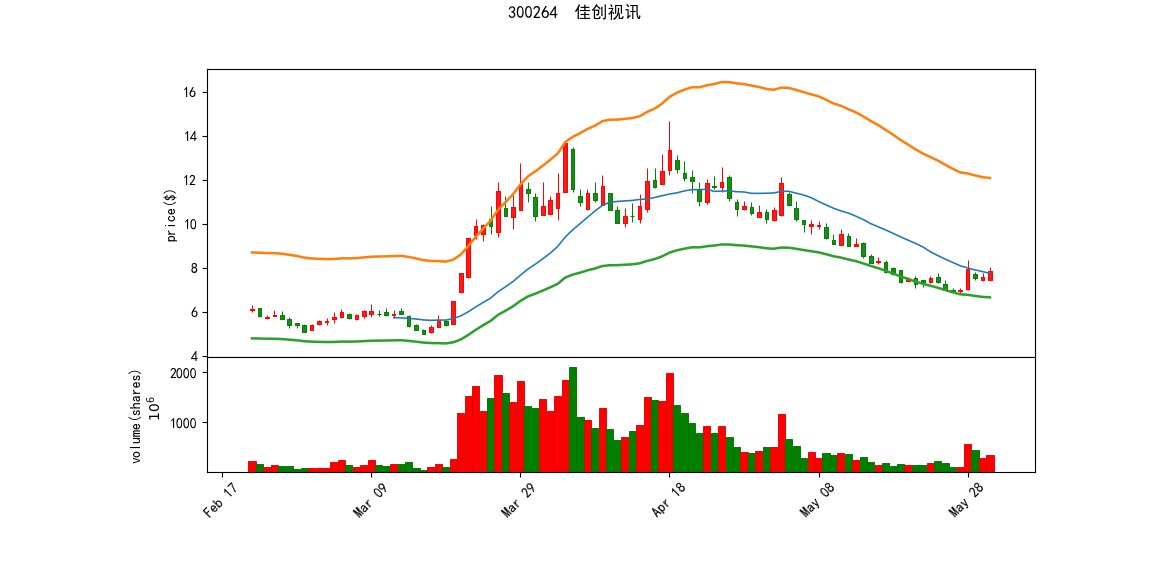 300264 佳创视讯
price($)
16
14
12
10
8
6
4
volume(shares)
10^6
2000
1000
Feb 17
Mar 09
Mar 29
Apr 18
May 08
May 28